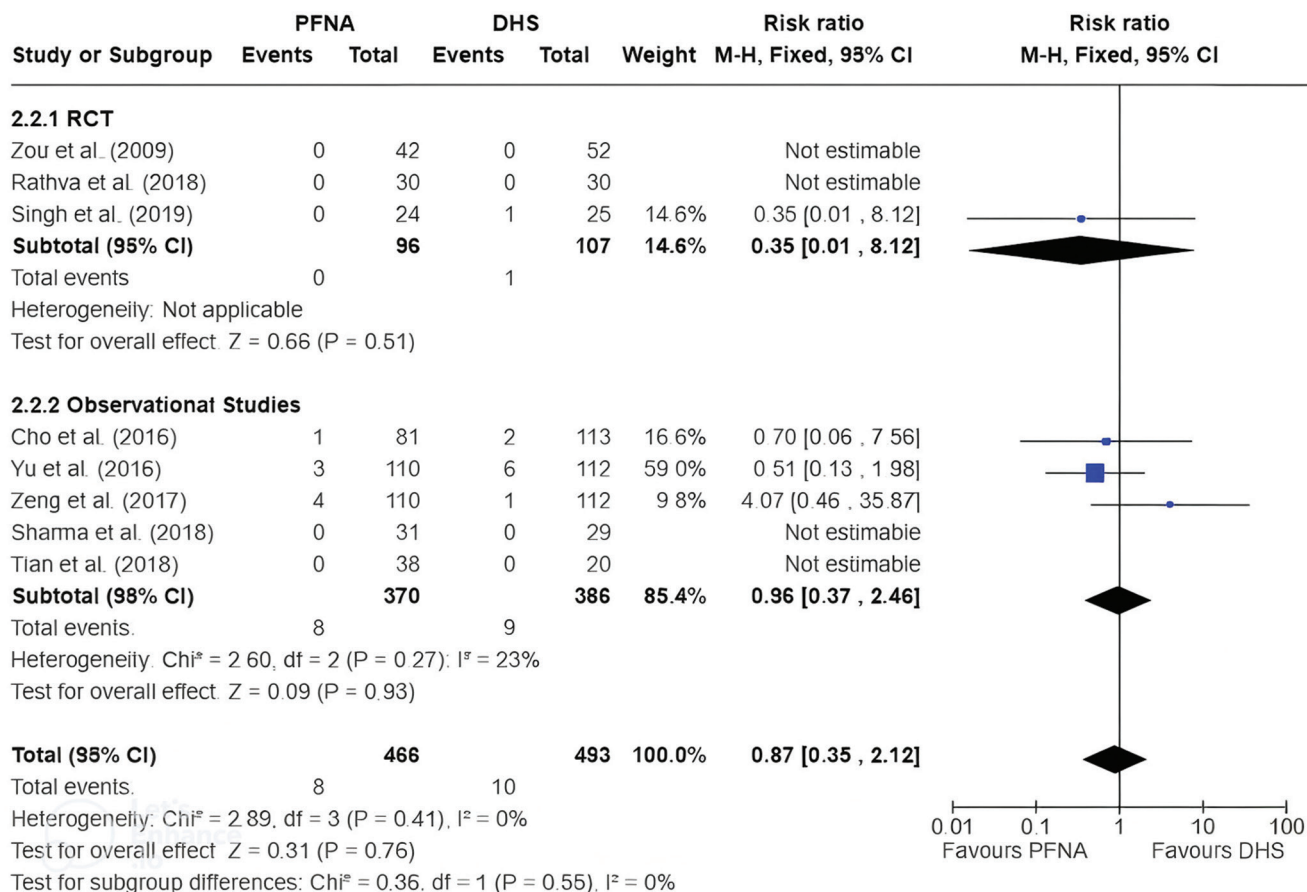 PFNA DHS Risk ratio Risk ratio
Study or Subgroup Events Total Events Total Weight M-H, Fixed, 93% CI M-H, Fixed, 95% CI
2.2.1 RCT
Zou et al. (2009) 0 42 0 52 Not estimable
Rathva et al. (2018) 0 30 0 30 Not estimable
Singh et al. (2019) 0 24 1 25 14.6% 0.35 [0.01 , 8.12]
Subtotal (95% CI) 96 107 14.6% 0.35 [0.01 , 8.12]
Total events 0 1
Heterogeneity: Not applicable
Test for overall effect. Z = 0.66 (P = 0.51)
2.2.2 Observational Studies
Cho et al. (2016) 1 81 2 113 16.6% 0.70 [0.06 , 7.56]
Yu et al. (2016) 3 110 6 112 59 0% 0.51 [0.13 , 1.98]
Zeng et al. (2017) 4 110 1 112 9 8% 4.07 [0.46 , 35.87]
Sharma et al. (2018) 0 31 0 29 Not estimable
Tian et al. (2018) 0 38 0 20 Not estimable
Subtotal (98% CI) 370 386 85.4% 0.96 [0.37 , 2.46]
Total events. 8 9
Heterogeneity. Chi² = 2 60, df = 2 (P = 0.27): I² = 23%
Test for overall effect. Z = 0.09 (P = 0.93)
Total (95% CI) 466 493 100.0% 0.87 [0.35 , 2.12]
Total events. 8 10
Heterogeneity: Chi² = 2 89, df = 3 (P = 0.41), I² = 0%
Test for overall effect Z = 0.31 (P = 0.76)
Test for subgroup differences: Chi² = 0.36, df = 1 (P = 0.55), I² = 0%
0.01 0.1 1 10 100
Favours PFNA Favours DHS
Let's
Enhance
.io